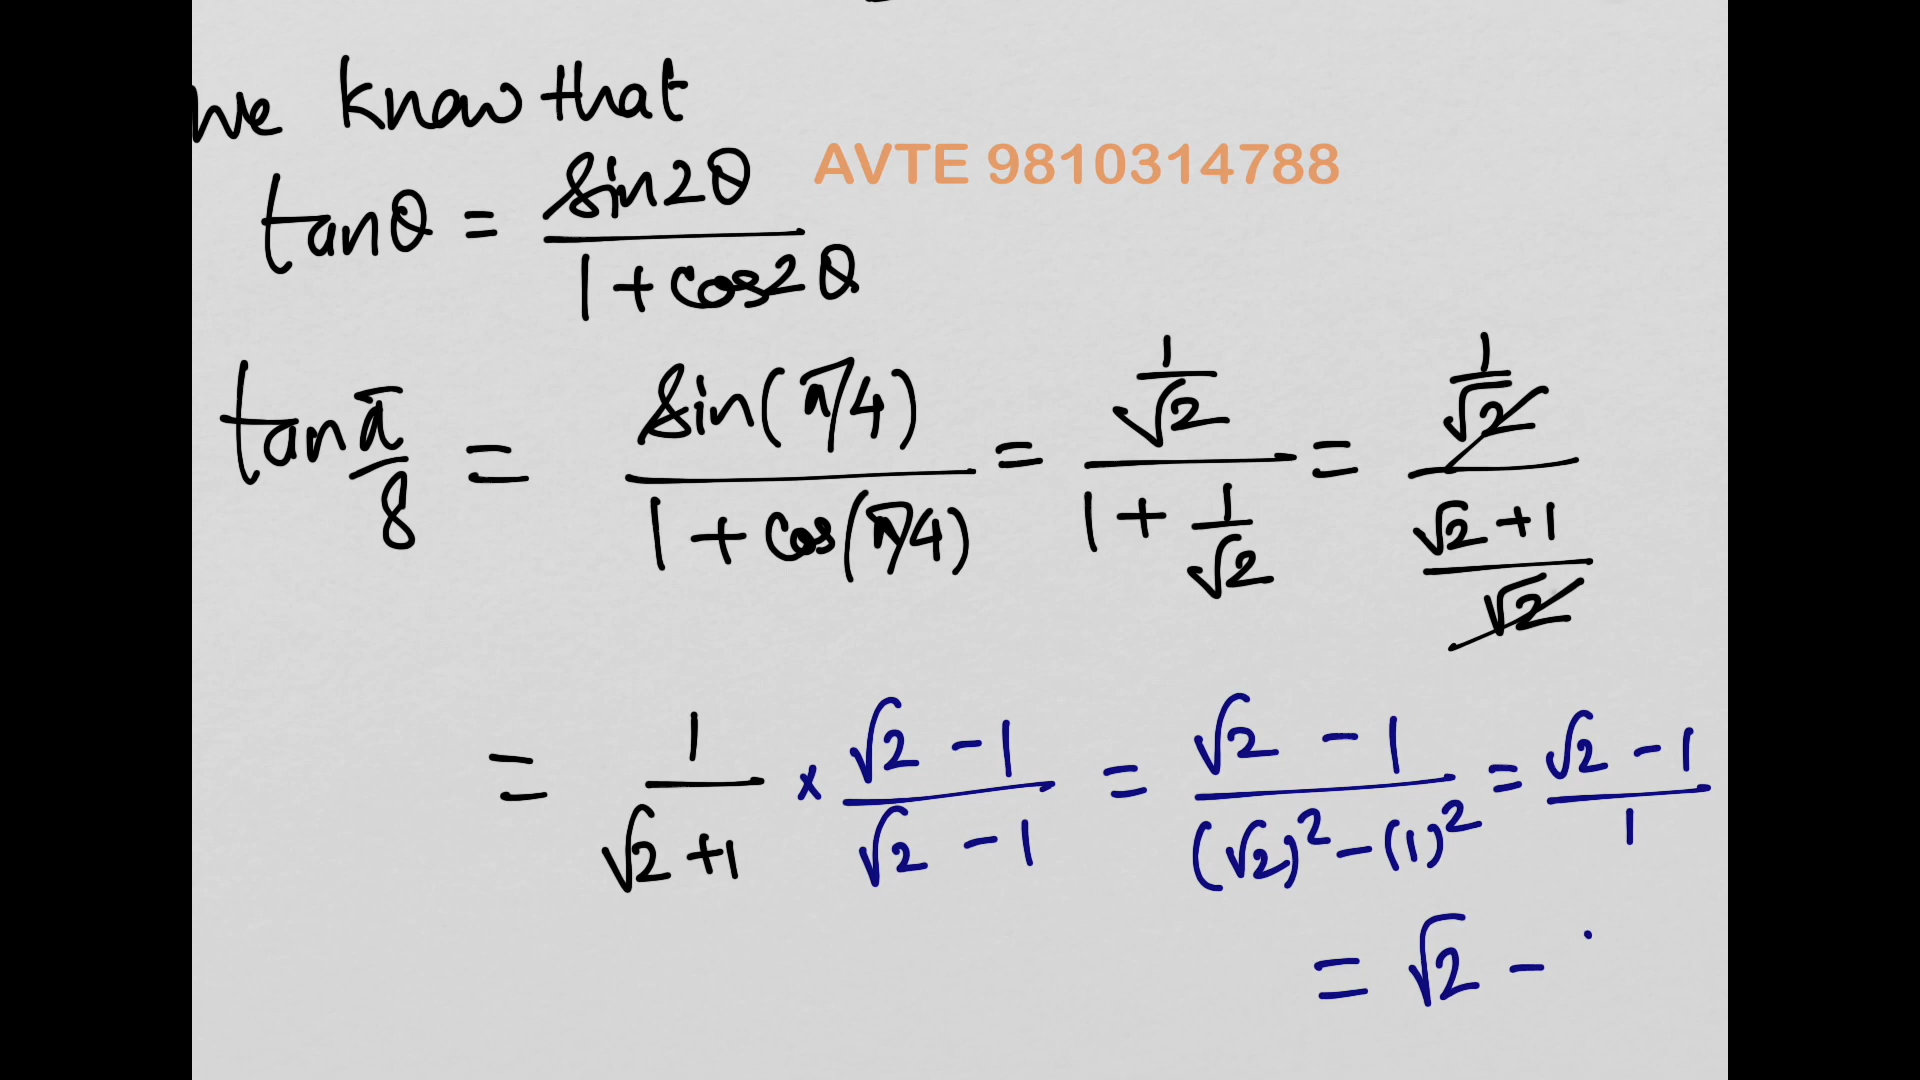 we know that
AVTE 9810314788
tanθ = sin2θ / (1 + cos2θ)
tan π/8 = sin(π/4) / (1 + cos(π/4)) = (1/√2) / (1 + 1/√2) = (1/√2) / ((√2 + 1)/√2)
= 1/(√2 + 1) × (√2 - 1)/(√2 - 1) = (√2 - 1)/((√2)² - (1)²) = (√2 - 1)/1
= √2 -